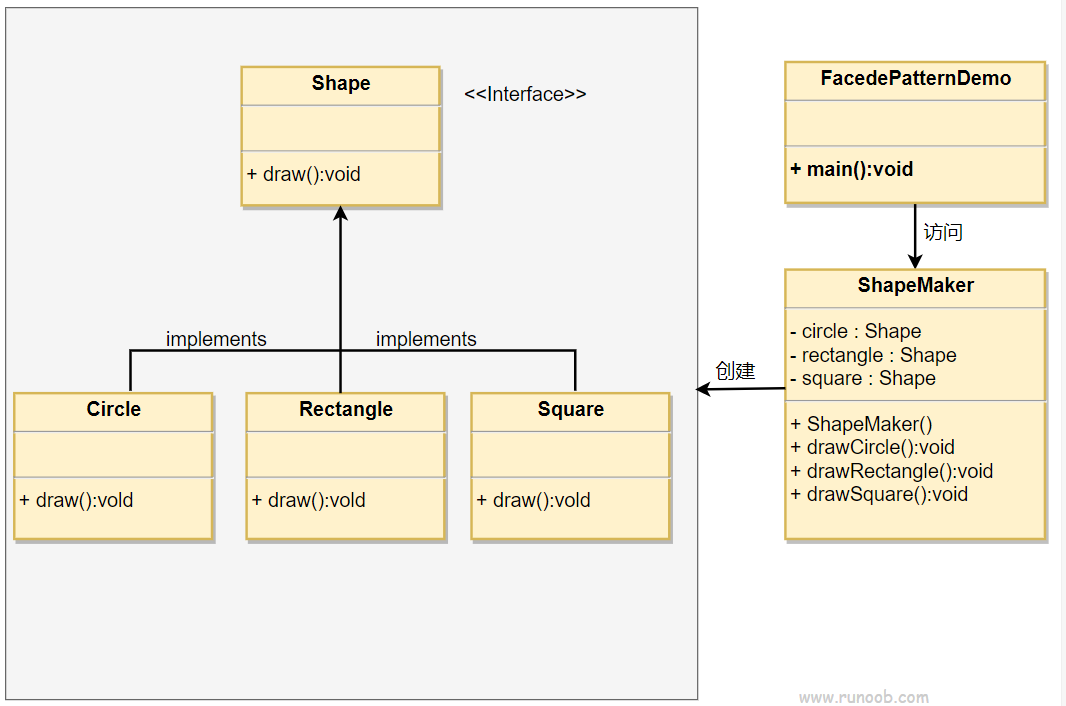 Shape
<<Interface>>
+ draw():void
implements
implements
Circle
+ draw():vold
Rectangle
+ draw():vold
Square
+ draw():vold
FacedePatternDemo
+ main():void
访问
ShapeMaker
- circle : Shape
- rectangle : Shape
- square : Shape
创建
+ ShapeMaker()
+ drawCircle():void
+ drawRectangle():void
+ drawSquare():void
www.runoob.com